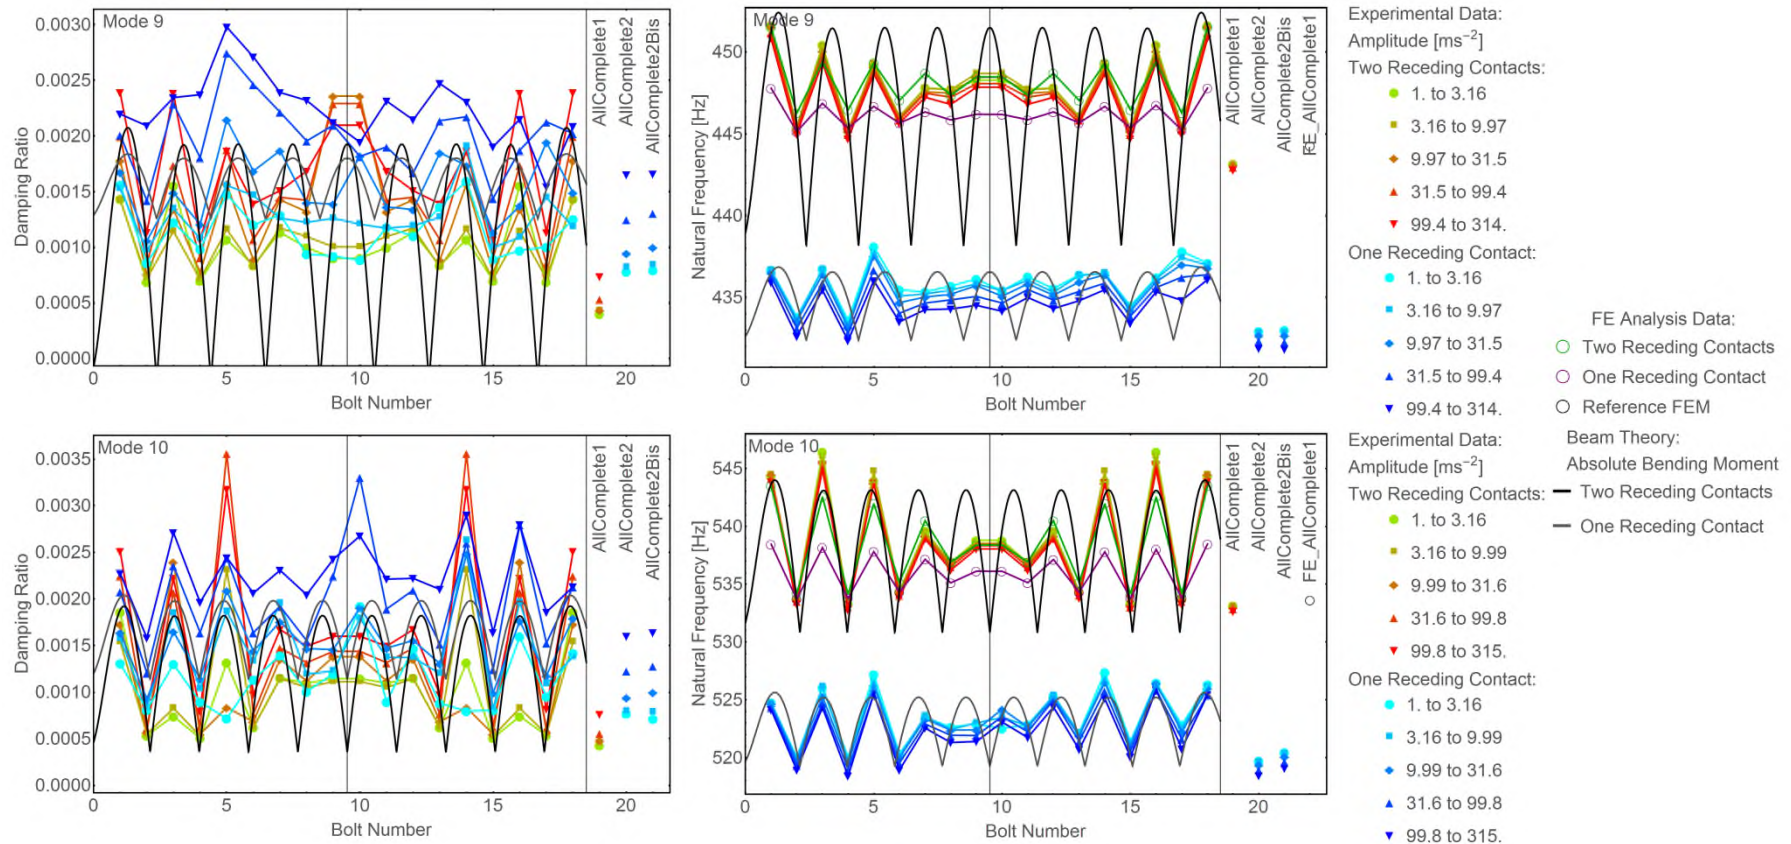 Mode 9
0.0030
0.0025
0.0020
0.0015
0.0010
0.0005
0.0000
Damping Ratio
0 5 10 15 20
Bolt Number
AllComplete1
AllComplete2
AllComplete2Bis
Mode 9
450
445
440
435
Natural Frequency [Hz]
0 5 10 15 20
Bolt Number
AllComplete1
AllComplete2
AllComplete2Bis
FE_AllComplete1
Mode 10
0.0035
0.0030
0.0025
0.0020
0.0015
0.0010
0.0005
0.0000
Damping Ratio
0 5 10 15 20
Bolt Number
AllComplete1
AllComplete2
AllComplete2Bis
Mode 10
545
540
535
530
525
520
Natural Frequency [Hz]
0 5 10 15 20
Bolt Number
AllComplete1
AllComplete2
AllComplete2Bis
FE_AllComplete1
Experimental Data:
Amplitude [ms⁻²]
Two Receding Contacts:
1. to 3.16
3.16 to 9.97
9.97 to 31.5
31.5 to 99.4
99.4 to 314.
One Receding Contact:
1. to 3.16
3.16 to 9.97
9.97 to 31.5
31.5 to 99.4
99.4 to 314.
Experimental Data:
Amplitude [ms⁻²]
Two Receding Contacts:
1. to 3.16
3.16 to 9.99
9.99 to 31.6
31.6 to 99.8
99.8 to 315.
One Receding Contact:
1. to 3.16
3.16 to 9.99
9.99 to 31.6
31.6 to 99.8
99.8 to 315.
FE Analysis Data:
Two Receding Contacts
One Receding Contact
Reference FEM
Beam Theory:
Absolute Bending Moment
Two Receding Contacts
One Receding Contact